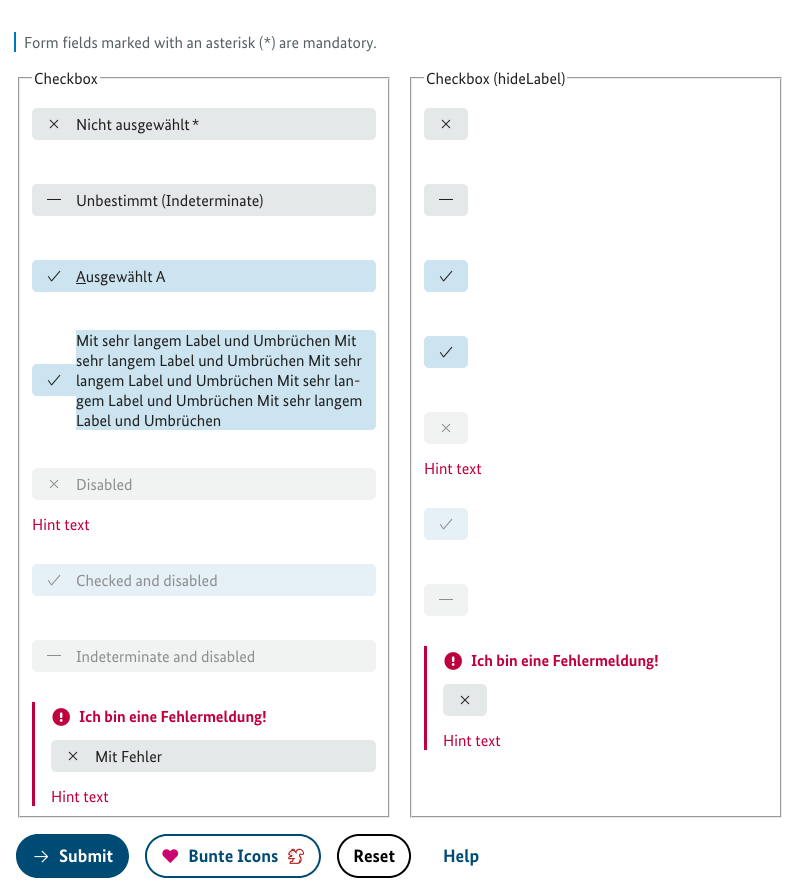 Form fields marked with an asterisk (*) are mandatory.
Checkbox
Nicht ausgewählt *
Unbestimmt (Indeterminate)
Ausgewählt A
Mit sehr langem Label und Umbrüchen Mit
sehr langem Label und Umbrüchen Mit sehr
langem Label und Umbrüchen Mit sehr lan-
gem Label und Umbrüchen Mit sehr langem
Label und Umbrüchen
Disabled
Hint text
Checked and disabled
Indeterminate and disabled
Ich bin eine Fehlermeldung!
Mit Fehler
Hint text
Checkbox (hideLabel)
Hint text
Ich bin eine Fehlermeldung!
Hint text
Submit
Bunte Icons
Reset
Help